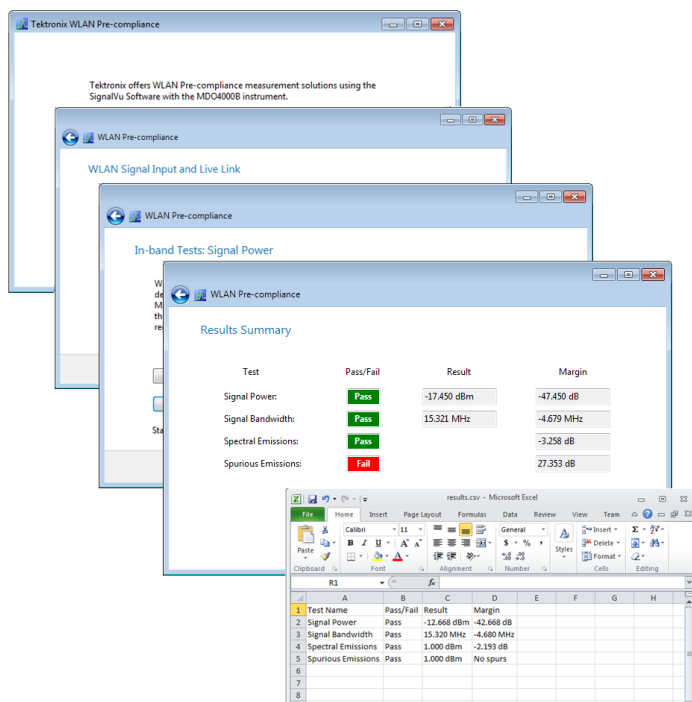 Tektronix WLAN Pre-compliance
Tektronix offers WLAN Pre-compliance measurement solutions using the
SignalVu Software with the MDO4000B instrument.
WLAN Pre-compliance
WLAN Signal Input and Live Link
WLAN Pre-compliance
In-band Tests: Signal Power
W
de
M
th
re
Sta
WLAN Pre-compliance
Results Summary
Test Pass/Fail Result Margin
Signal Power: Pass -17.450 dBm -47.450 dB
Signal Bandwidth: Pass 15.321 MHz -4.679 MHz
Spectral Emissions: Pass -3.258 dB
Spurious Emissions: Fail 27.353 dB
results.csv - Microsoft Excel
File Home Insert Page Layout Formulas Data Review View Team
Calibri 11 General Insert
Paste B I U A A $ % , Styles Delete
A Format
Clipboard Font Alignment Number Cells Editing
R1 fx
A B C D E F G H
1 Test Name Pass/Fail Result Margin
2 Signal Power Pass -12.668 dBm -42.668 dB
3 Signal Bandwidth Pass 15.320 MHz -4.680 MHz
4 Spectral Emissions Pass 1.000 dBm -2.193 dB
5 Spurious Emissions Pass 1.000 dBm No spurs
6
7
8